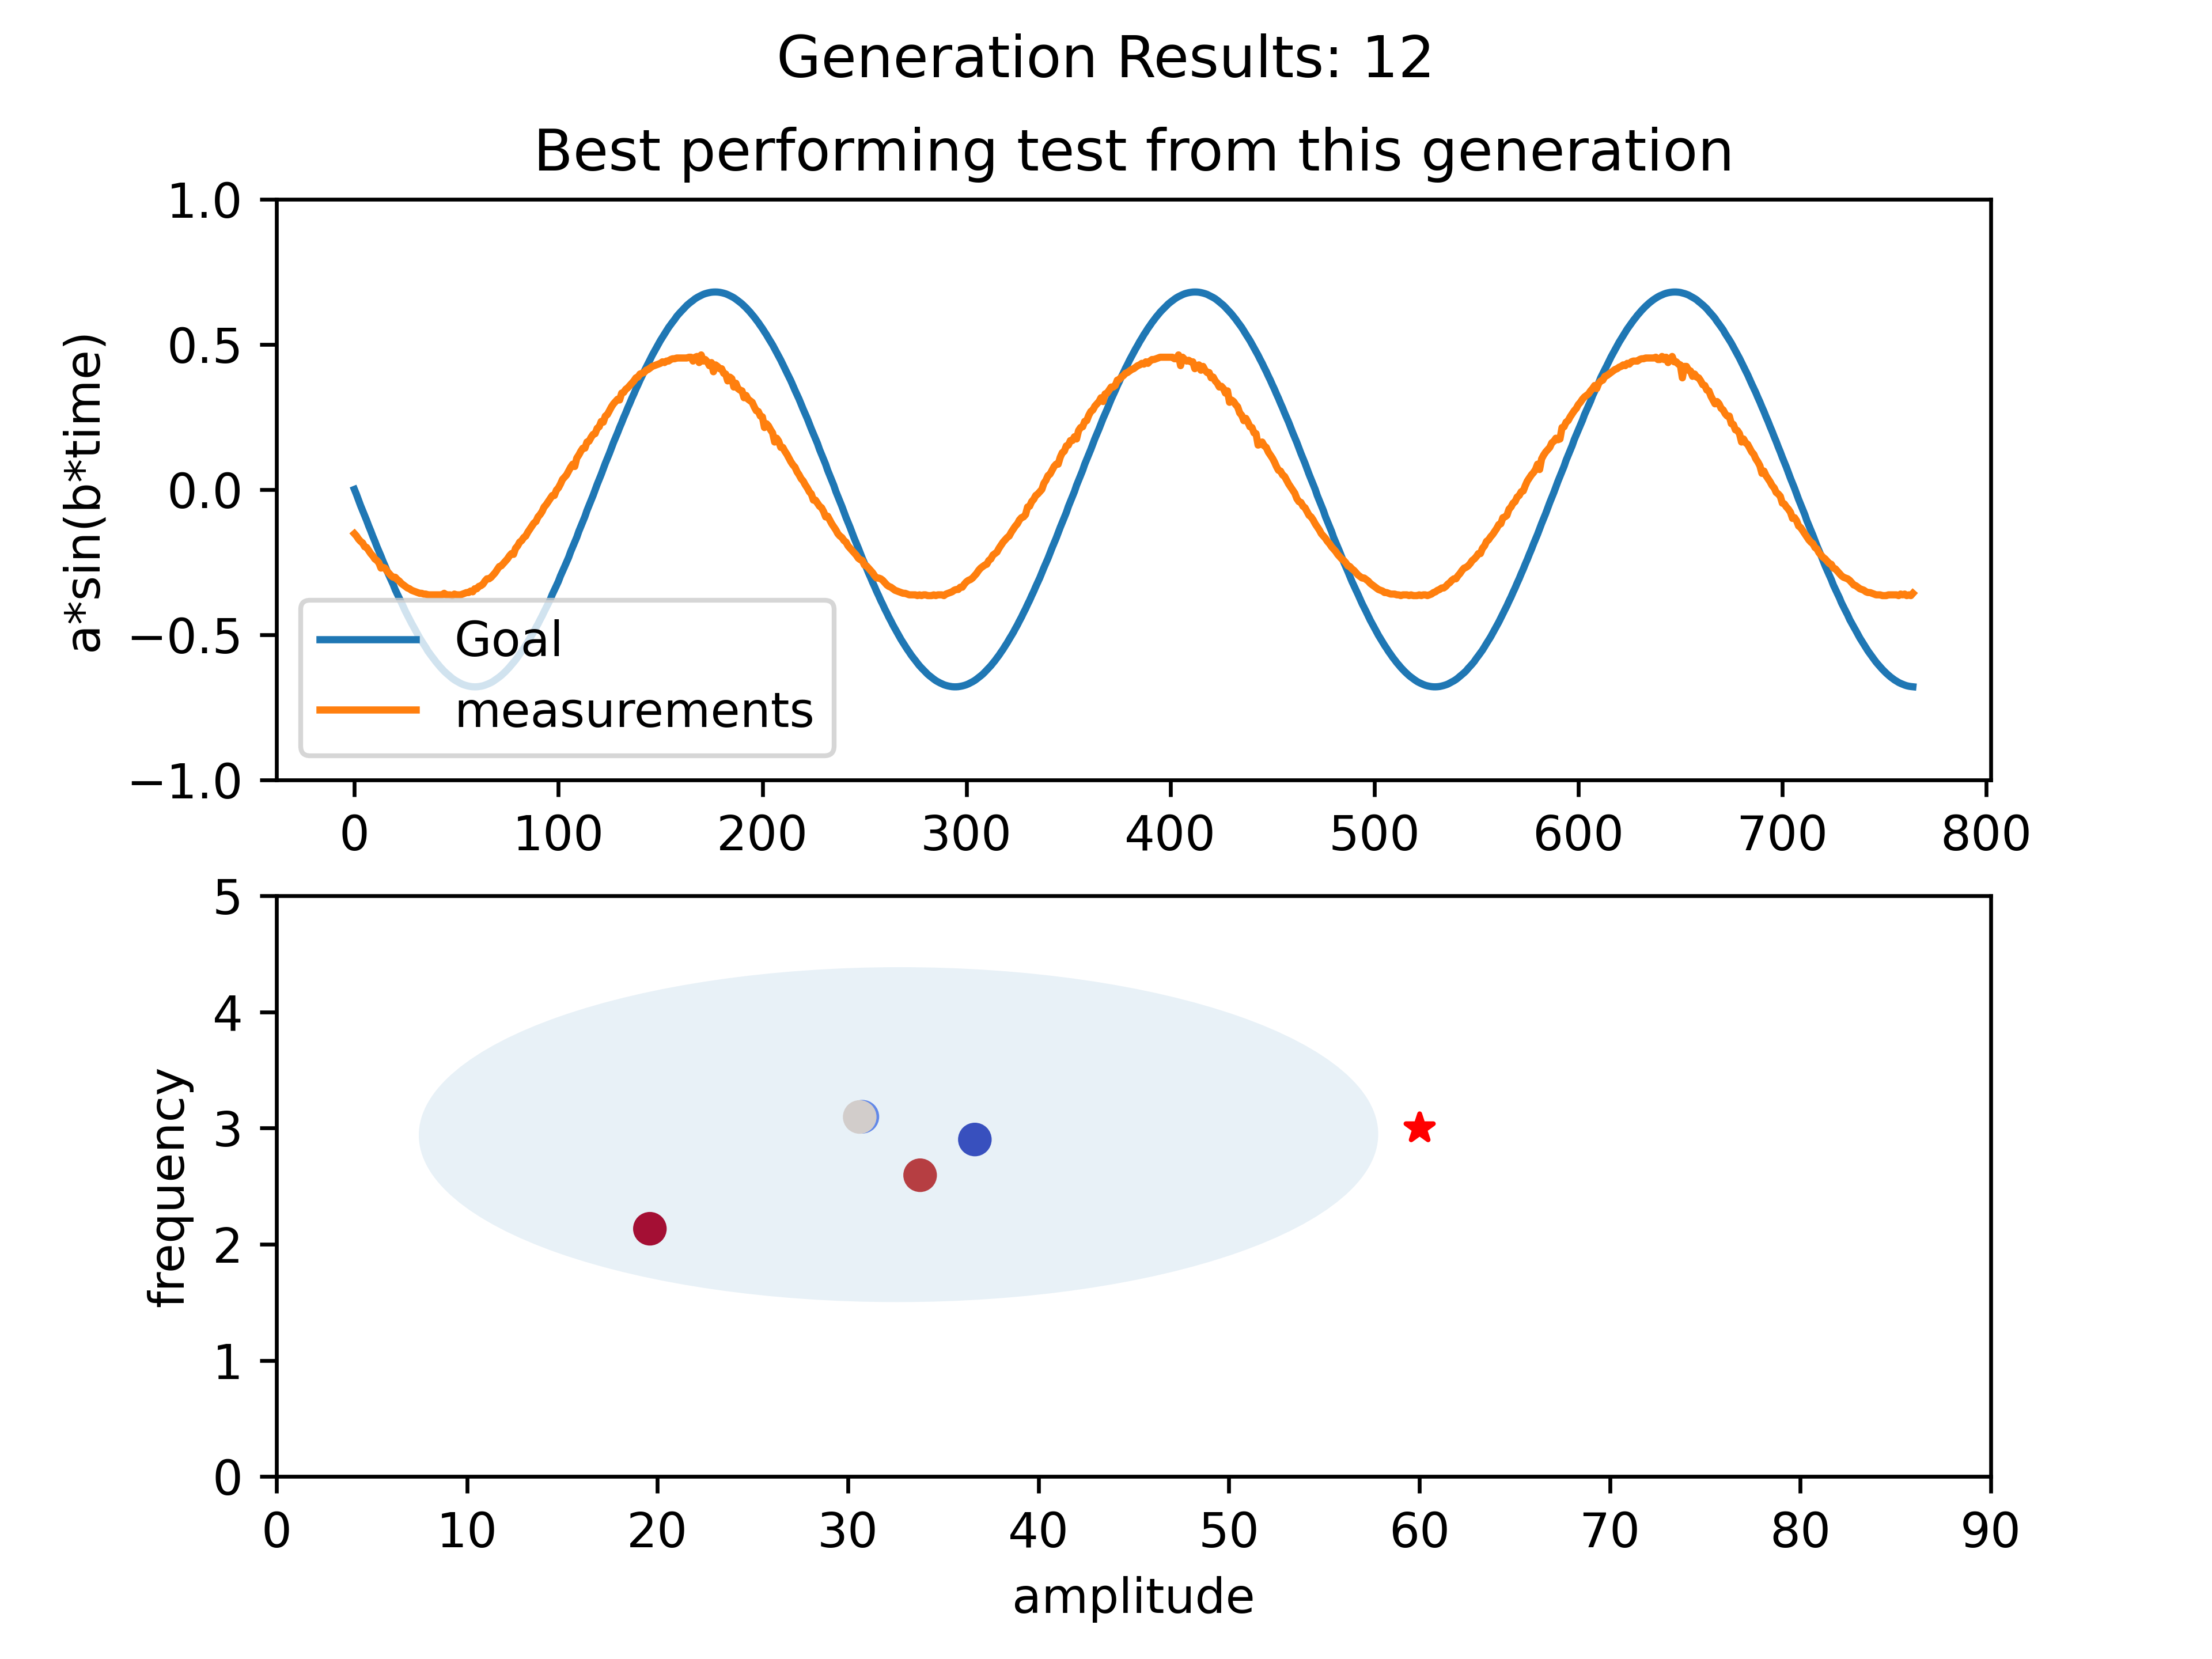 Generation Results: 12
Best performing test from this generation
a*sin(b*time)
1.0
0.5
0.0
−0.5
−1.0
Goal
measurements
0 100 200 300 400 500 600 700 800
frequency
5
4
3
2
1
0
0 10 20 30 40 50 60 70 80 90
amplitude